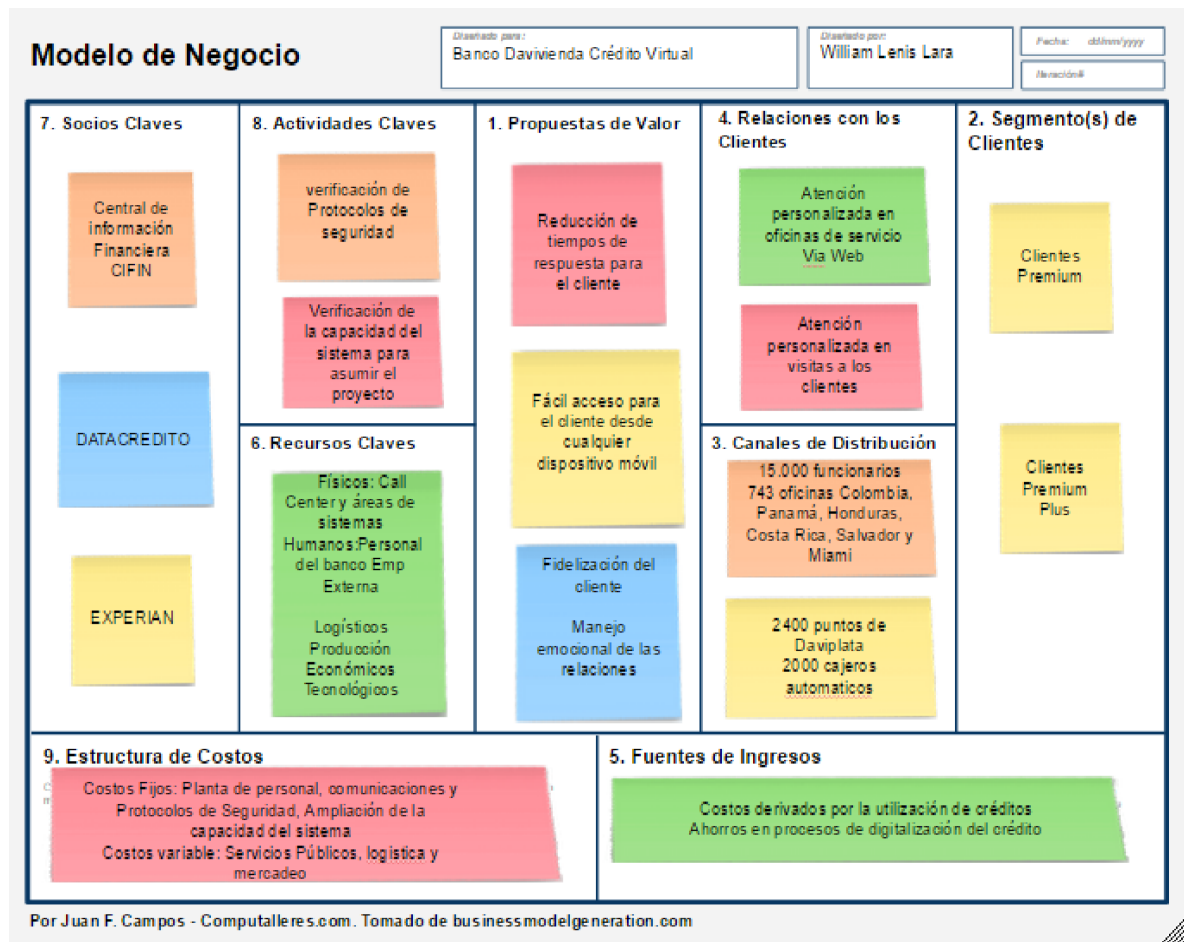 Modelo de Negocio
Diseñado para:
Banco Davivienda Crédito Virtual
Diseñado por:
William Lenis Lara
Fecha: dd/mm/yyyy
Iteración#
7. Socios Claves
Central de
información
Financiera
CIFIN
DATACREDITO
EXPERIAN
8. Actividades Claves
verificación de
Protocolos de
seguridad
Verificación de
la capacidad del
sistema para
asumir el
proyecto
6. Recursos Claves
Físicos: Call
Center y áreas de
sistemas
Humanos:Personal
del banco Emp
Externa
Logísticos
Producción
Económicos
Tecnológicos
1. Propuestas de Valor
Reducción de
tiempos de
respuesta para
el cliente
Fácil acceso para
el cliente desde
cualquier
dispositivo móvil
Fidelización del
cliente
Manejo
emocional de las
relaciones
4. Relaciones con los
Clientes
Atención
personalizada en
oficinas de servicio
Via Web
Atención
personalizada en
visitas a los
clientes
3. Canales de Distribución
15.000 funcionarios
743 oficinas Colombia,
Panamá, Honduras,
Costa Rica, Salvador y
Miami
2400 puntos de
Daviplata
2000 cajeros
automaticos
2. Segmento(s) de
Clientes
Clientes
Premium
Clientes
Premium
Plus
9. Estructura de Costos
Costos Fijos: Planta de personal, comunicaciones y
Protocolos de Seguridad, Ampliación de la
capacidad del sistema
Costos variable: Servicios Públicos, logistica y
mercadeo
5. Fuentes de Ingresos
Costos derivados por la utilización de créditos
Ahorros en procesos de digitalización del crédito
Por Juan F. Campos - Computalleres.com. Tomado de businessmodelgeneration.com